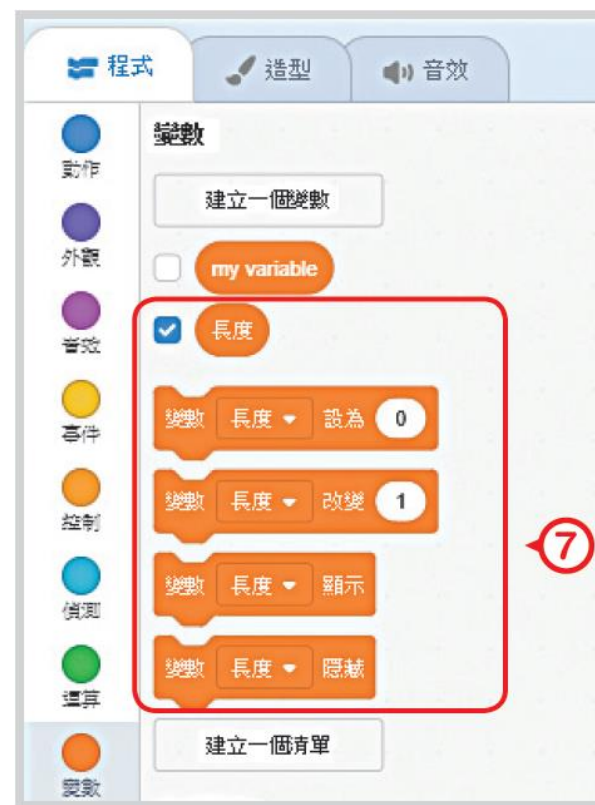 程式 造型 音效
動作
外觀
音效
事件
控制
偵測
運算
變數
變數
建立一個變數
my variable
長度
變數 長度 設為 0
變數 長度 改變 1
變數 長度 顯示
變數 長度 隱藏
建立一個清單
7